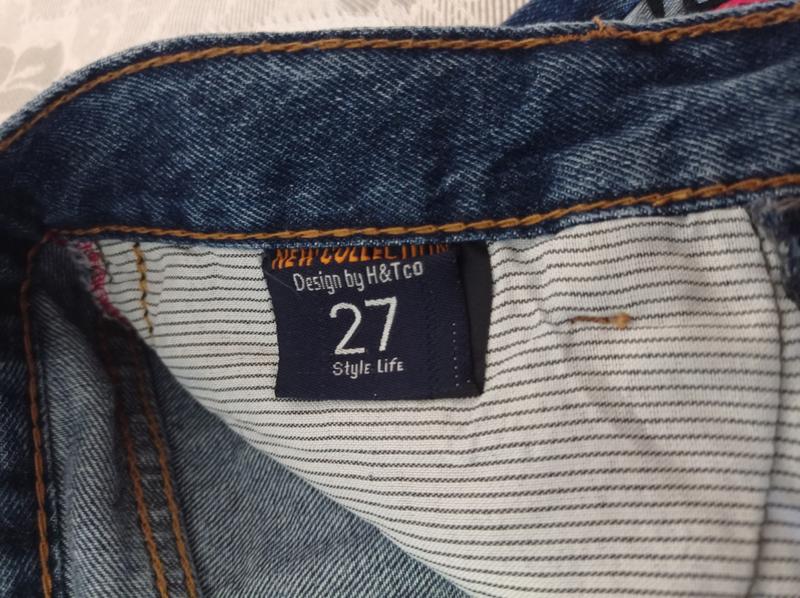 NEW COLLECTION
Design by H&Tco
27
Style Life